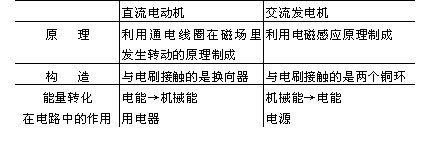 直流电动机 交流发电机
原 理 利用通电线圈在磁场里 利用电磁感应原理制成
发生转动的原理制成
构 造 与电刷接触的是换向器 与电刷接触的是两个铜环
能量转化 电能→机械能 机械能→电能
在电路中的作用 用电器 电源